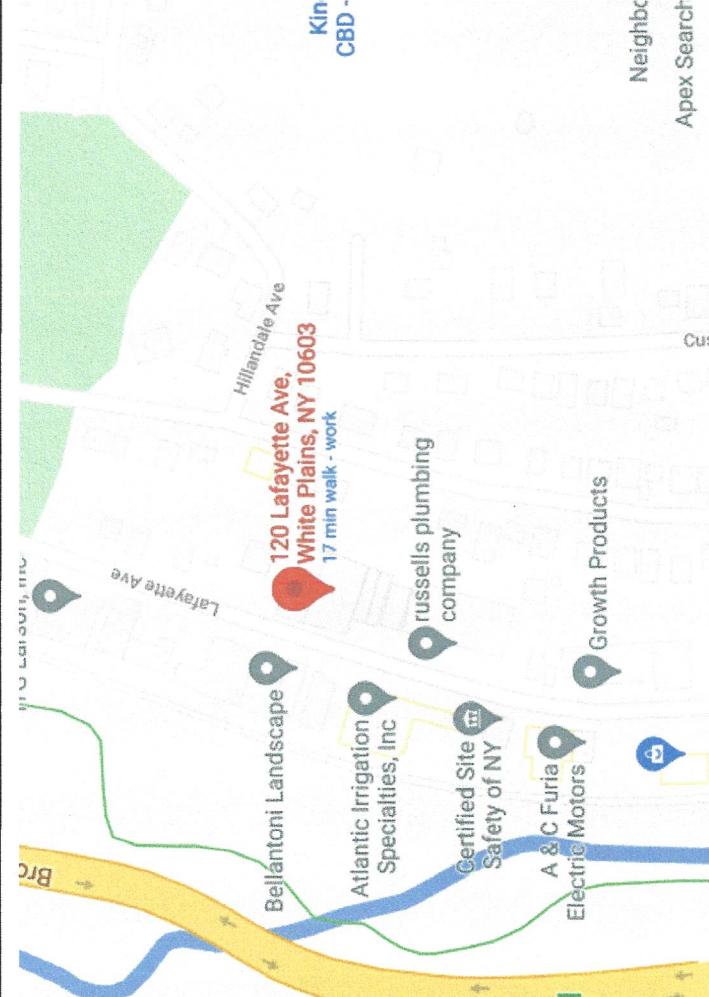 Bro
Larson, Inc
Lafayette Ave
Hillandale Ave
120 Lafayette Ave,
White Plains, NY 10603
17 min walk - work
Kin
CBD -
Bellantoni Landscape
Atlantic Irrigation
Specialties, Inc
russells plumbing
company
Certified Site
Safety of NY
A & C Furia
Electric Motors
Growth Products
Neighbo
Apex Search
Cus